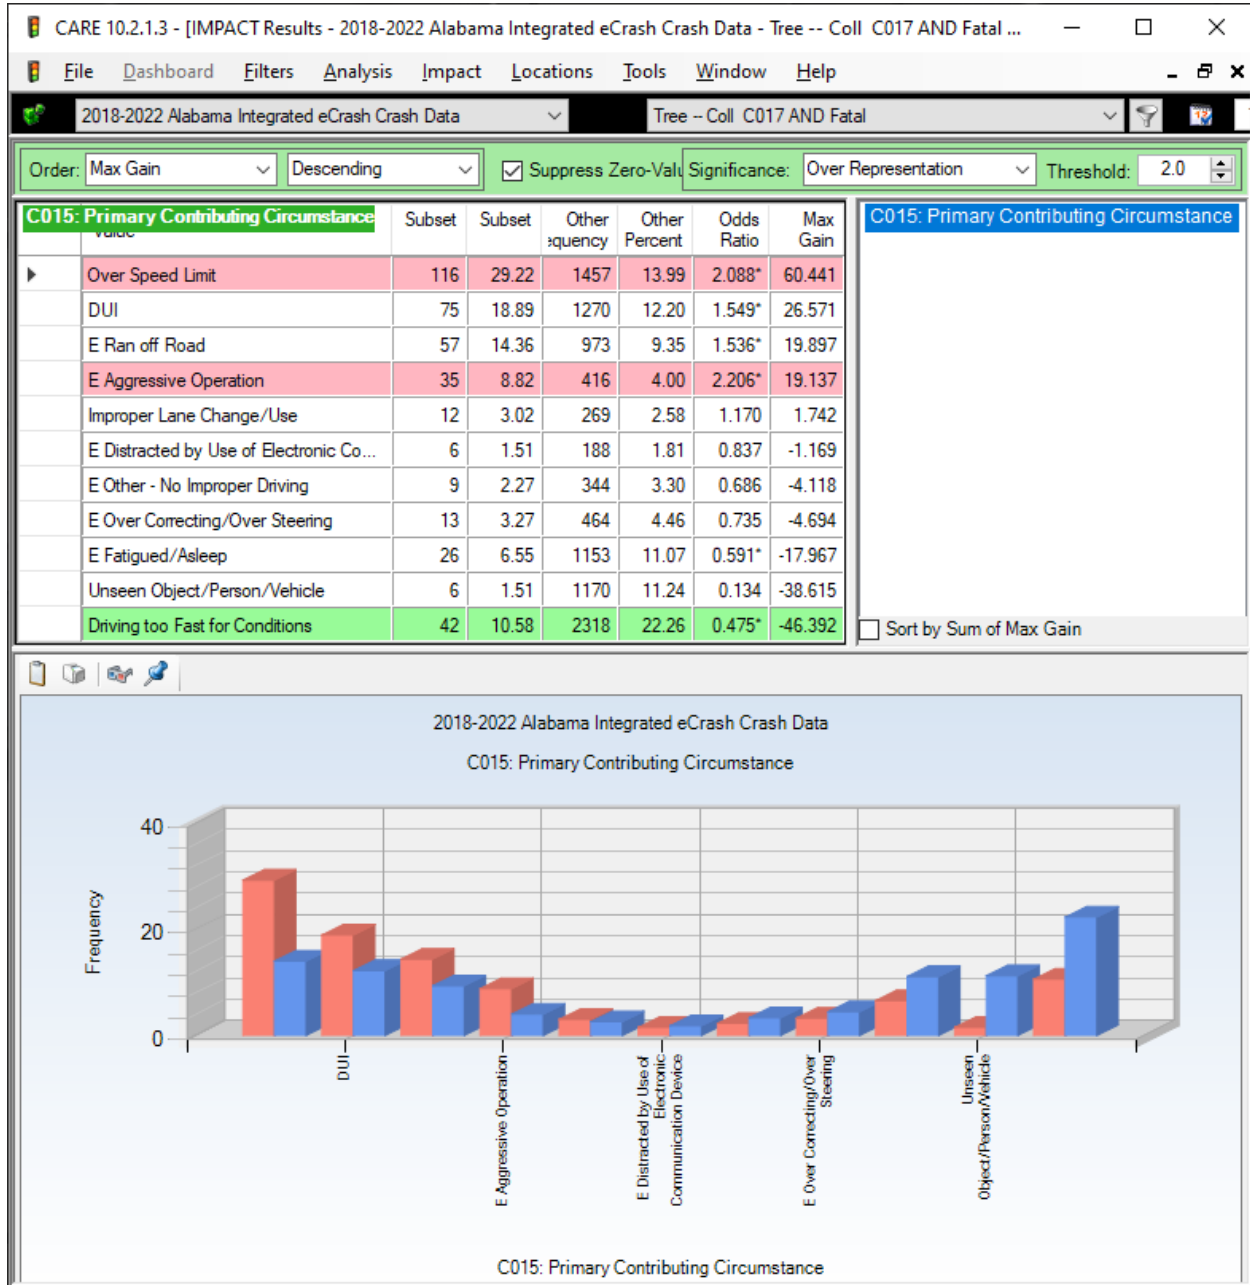 CARE 10.2.1.3 - [IMPACT Results - 2018-2022 Alabama Integrated eCrash Crash Data - Tree -- Coll C017 AND Fatal ...
File Dashboard Filters Analysis Impact Locations Tools Window Help
2018-2022 Alabama Integrated eCrash Crash Data Tree -- Coll C017 AND Fatal 12
Order: Max Gain Descending Suppress Zero-Valu Significance: Over Representation Threshold: 2.0
C015: Primary Contributing Circumstance Subset Subset Other equency Other Percent Odds Ratio Max Gain
Over Speed Limit 116 29.22 1457 13.99 2.088* 60.441
DUI 75 18.89 1270 12.20 1.549* 26.571
E Ran off Road 57 14.36 973 9.35 1.536* 19.897
E Aggressive Operation 35 8.82 416 4.00 2.206* 19.137
Improper Lane Change/Use 12 3.02 269 2.58 1.170 1.742
E Distracted by Use of Electronic Co... 6 1.51 188 1.81 0.837 -1.169
E Other - No Improper Driving 9 2.27 344 3.30 0.686 -4.118
E Over Correcting/Over Steering 13 3.27 464 4.46 0.735 -4.694
E Fatigued/Asleep 26 6.55 1153 11.07 0.591* -17.967
Unseen Object/Person/Vehicle 6 1.51 1170 11.24 0.134 -38.615
Driving too Fast for Conditions 42 10.58 2318 22.26 0.475* -46.392
C015: Primary Contributing Circumstance
Sort by Sum of Max Gain
2018-2022 Alabama Integrated eCrash Crash Data
C015: Primary Contributing Circumstance
Frequency
40
20
0
DUI
E Aggressive Operation
E Distracted by Use of
Electronic
Communication Device
E Over Correcting/Over
Steering
Unseen
Object/Person/Vehicle
C015: Primary Contributing Circumstance